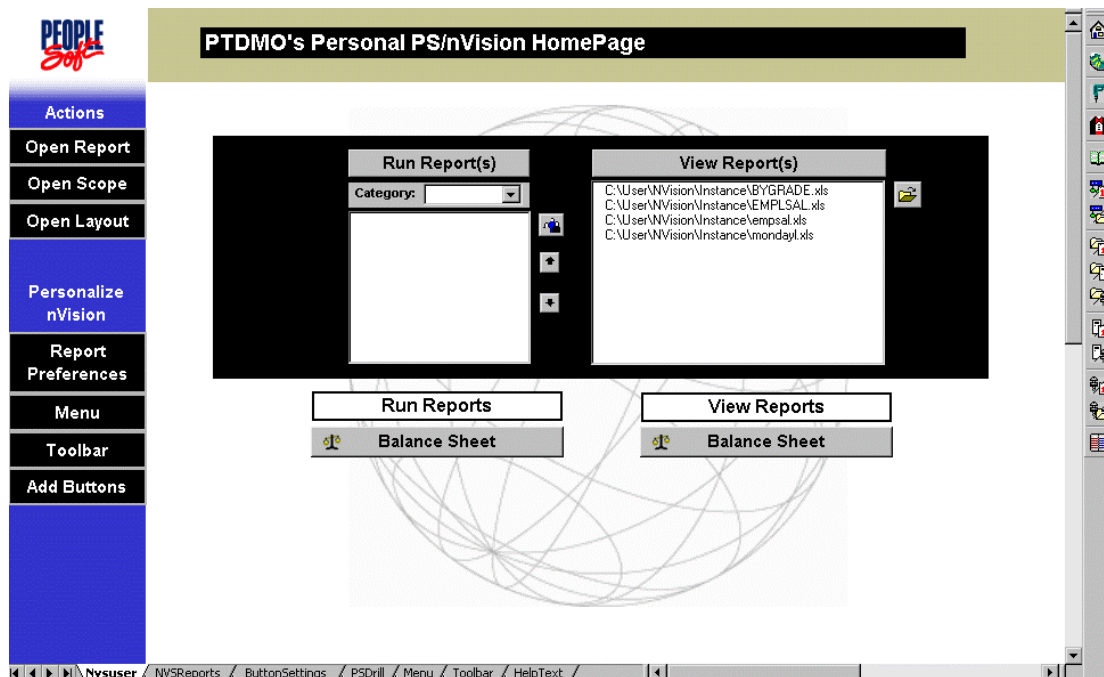 PEOPLE
Soft
PTDMO's Personal PS/nVision HomePage
Actions
Open Report
Open Scope
Open Layout
Personalize
nVision
Report
Preferences
Menu
Toolbar
Add Buttons
Run Report(s)
Category:
View Report(s)
C:\User\NVision\Instance\BYGRADE.xls
C:\User\NVision\Instance\EMPLSAL.xls
C:\User\NVision\Instance\empsal.xls
C:\User\NVision\Instance\mondayl.xls
Run Reports
View Reports
Balance Sheet
Balance Sheet
Nvsuser / NVSReports / ButtonSettings / PSDrill / Menu / Toolbar / HelpText /